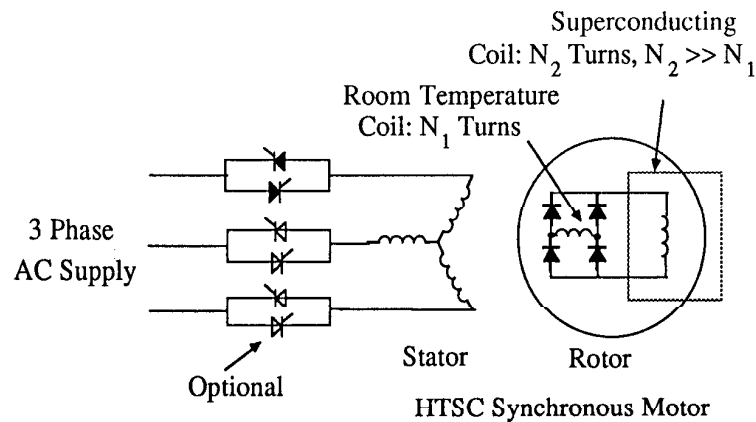 Superconducting
Coil: N2 Turns, N2 >> N1
Room Temperature
Coil: N1 Turns
3 Phase
AC Supply
Optional
Stator
Rotor
HTSC Synchronous Motor